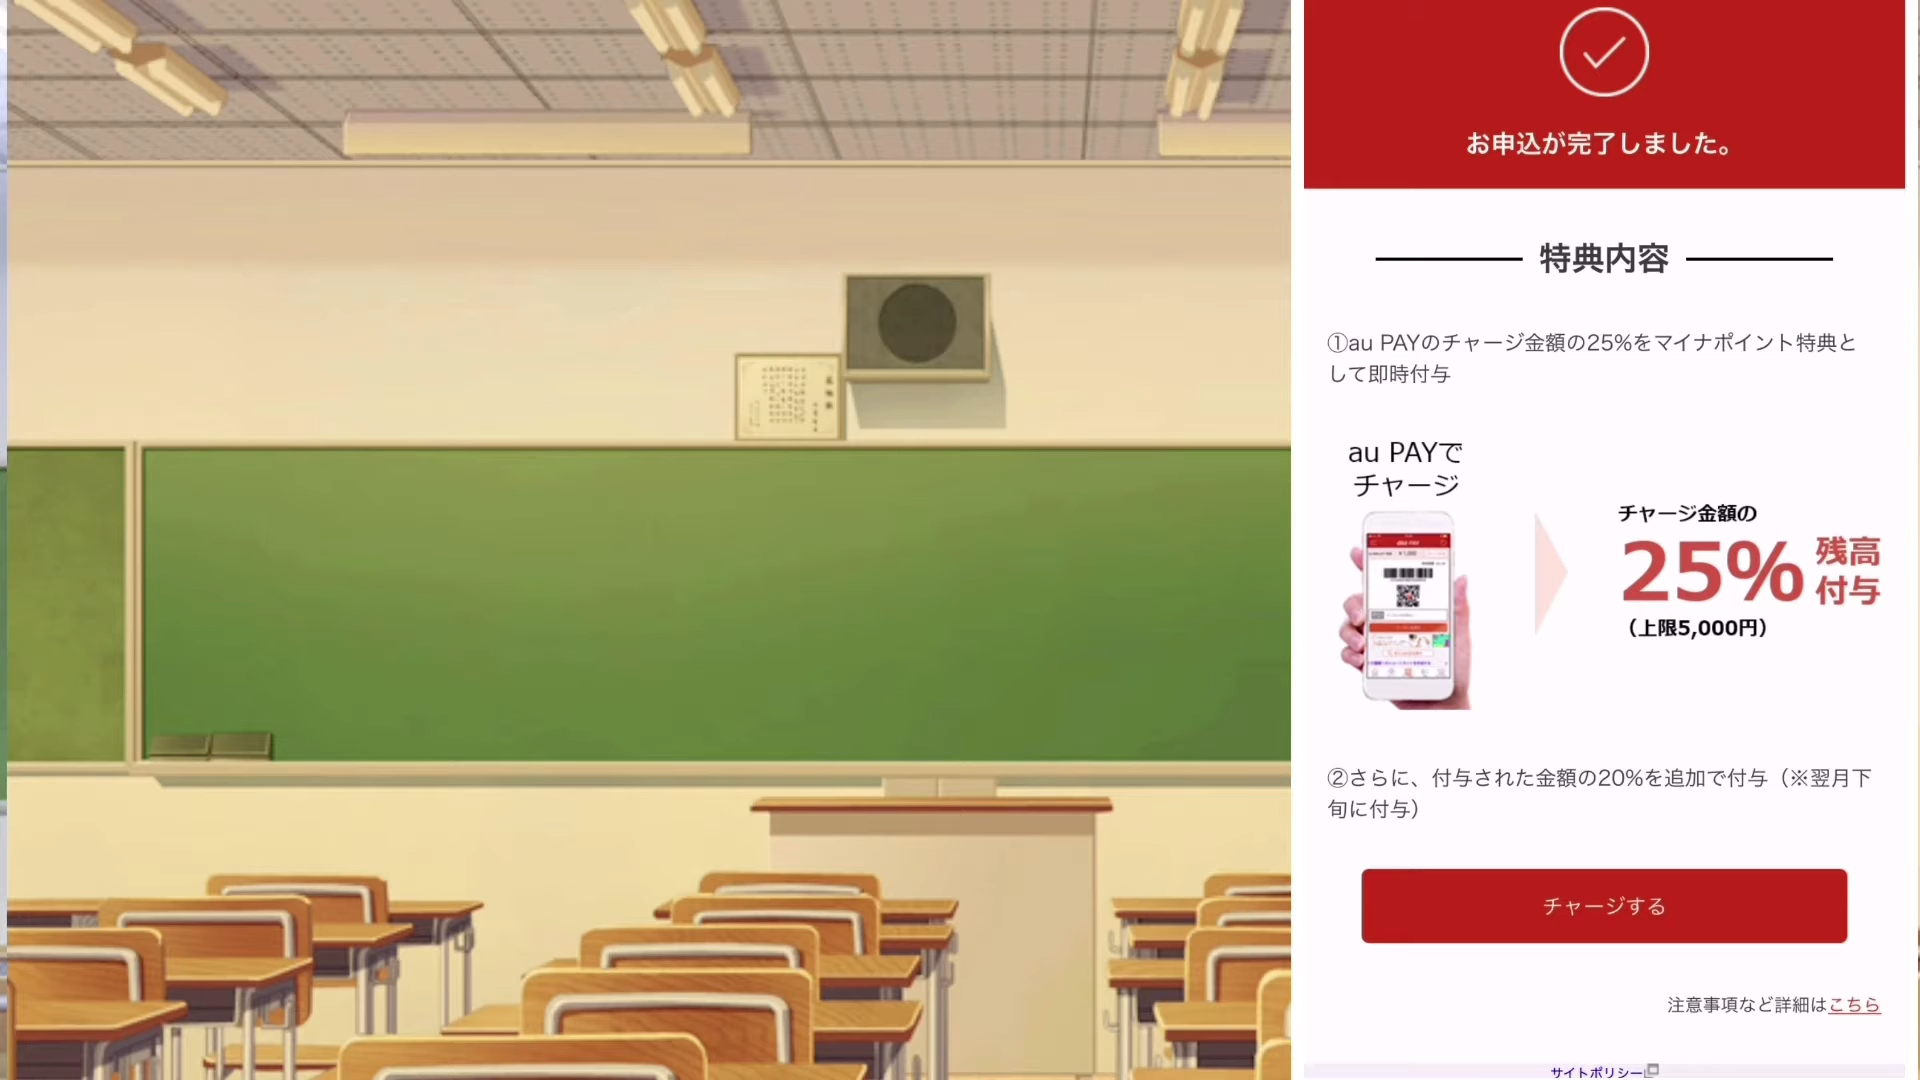 お申込が完了しました。
特典内容
①au PAYのチャージ金額の25%をマイナポイント特典と
して即時付与
au PAYで
チャージ
チャージ金額の
25% 残高
付与
（上限5,000円）
②さらに、付与された金額の20%を追加で付与（※翌月下
旬に付与）
チャージする
注意事項など詳細はこちら
サイトポリシー